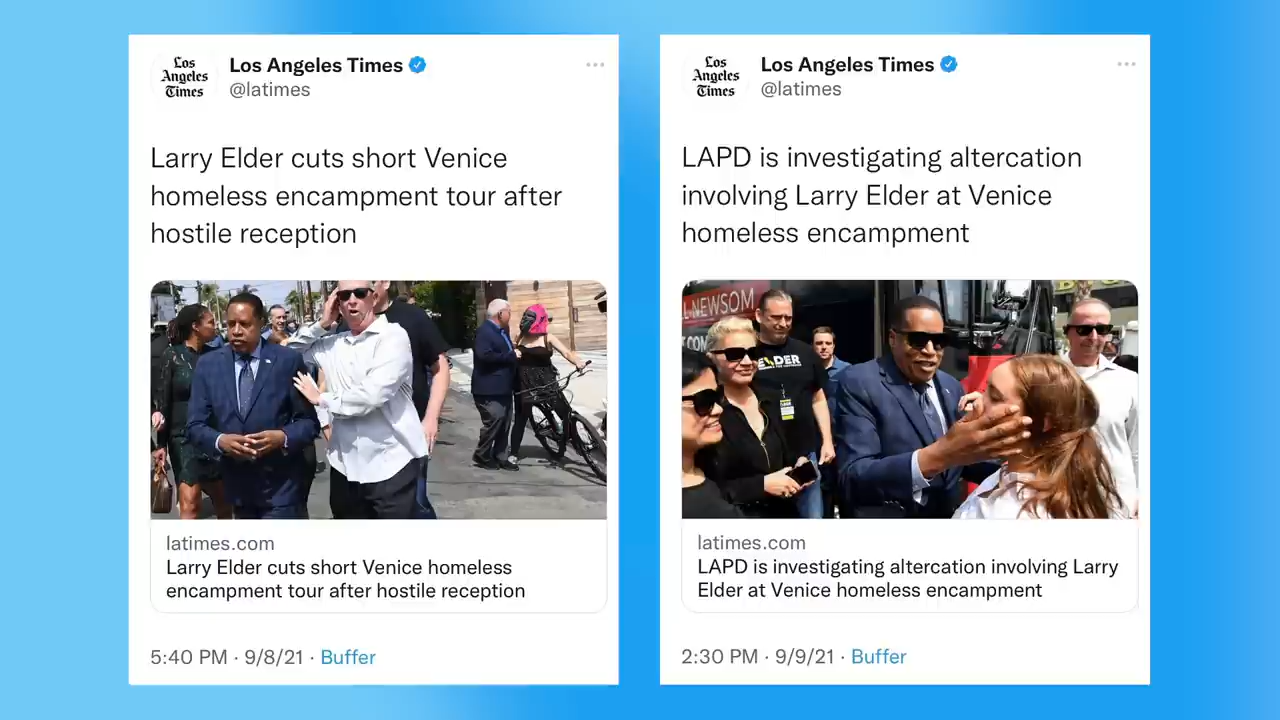 Los Angeles Times
Los Angeles Times
@latimes
Larry Elder cuts short Venice
homeless encampment tour after
hostile reception
latimes.com
Larry Elder cuts short Venice homeless
encampment tour after hostile reception
5:40 PM · 9/8/21 · Buffer
Los Angeles Times
Los Angeles Times
@latimes
LAPD is investigating altercation
involving Larry Elder at Venice
homeless encampment
NEWSOM
LAPD is investigating altercation involving Larry
Elder at Venice homeless encampment
latimes.com
2:30 PM · 9/9/21 · Buffer